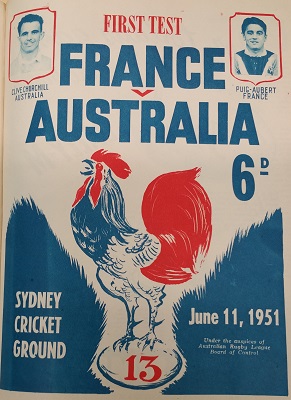 FIRST TEST
FRANCE
V
AUSTRALIA
CLIVE CHURCHILL
AUSTRALIA
PUIG-AUBERT
FRANCE
6D
SYDNEY
CRICKET
GROUND
June 11, 1951
Under the auspices of
Australian Rugby League
Board of Control
13